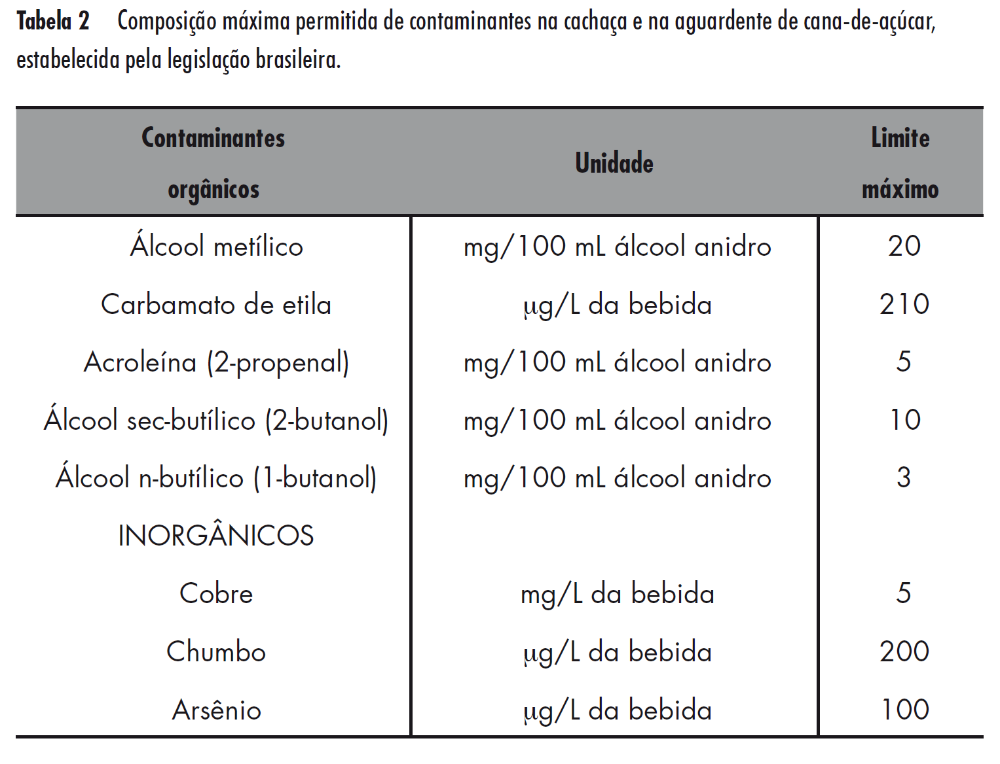 Tabela 2 Composição máxima permitida de contaminantes na cachaça e na aguardente de cana-de-açúcar,
estabelecida pela legislação brasileira.
Contaminantes orgânicos Unidade Limite máximo
Álcool metílico mg/100 mL álcool anidro 20
Carbamato de etila μg/L da bebida 210
Acroleína (2-propenal) mg/100 mL álcool anidro 5
Álcool sec-butílico (2-butanol) mg/100 mL álcool anidro 10
Álcool n-butílico (1-butanol) mg/100 mL álcool anidro 3
INORGÂNICOS
Cobre mg/L da bebida 5
Chumbo μg/L da bebida 200
Arsênio μg/L da bebida 100